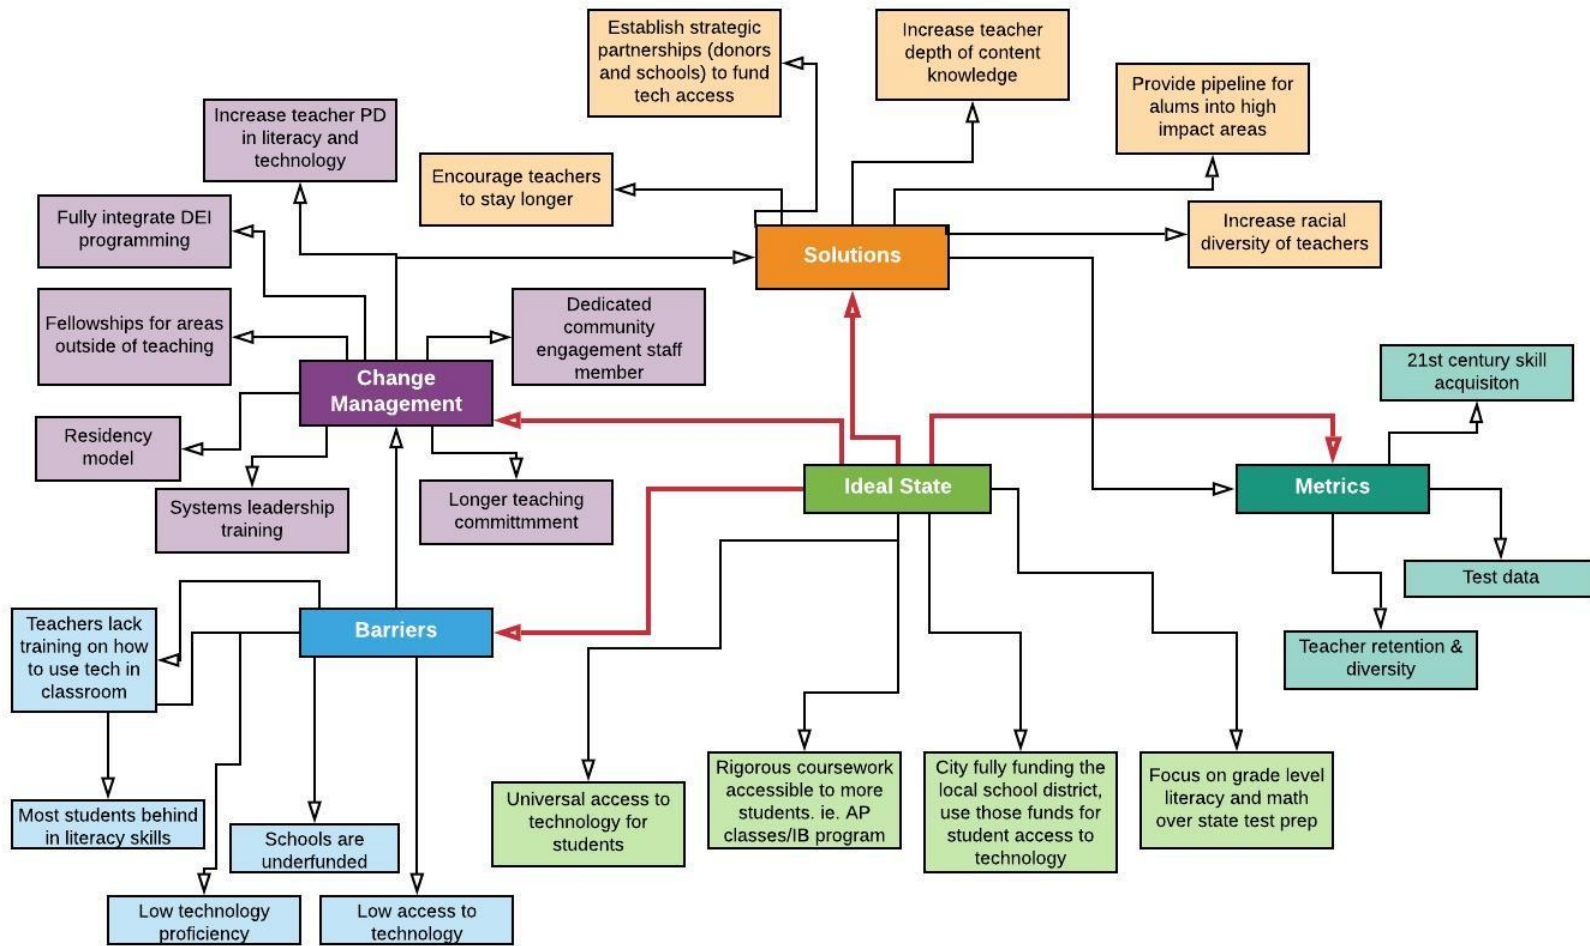 Establish strategic
partnerships (donors
and schools) to fund
tech access
Increase teacher
depth of content
knowledge
Provide pipeline for
alums into high
impact areas
Increase teacher PD
in literacy and
technology
Encourage teachers
to stay longer
Fully integrate DEI
programming
Increase racial
diversity of teachers
Solutions
Fellowships for areas
outside of teaching
Dedicated
community
engagement staff
member
Change
Management
21st century skill
acquisiton
Residency
model
Systems leadership
training
Longer teaching
committmment
Ideal State
Metrics
Test data
Teacher retention &
diversity
Barriers
Teachers lack
training on how
to use tech in
classroom
Most students behind
in literacy skills
Schools are
underfunded
Low technology
proficiency
Low access to
technology
Universal access to
technology for
students
Rigorous coursework
accessible to more
students. ie. AP
classes/IB program
City fully funding the
local school district,
use those funds for
student access to
technology
Focus on grade level
literacy and math
over state test prep